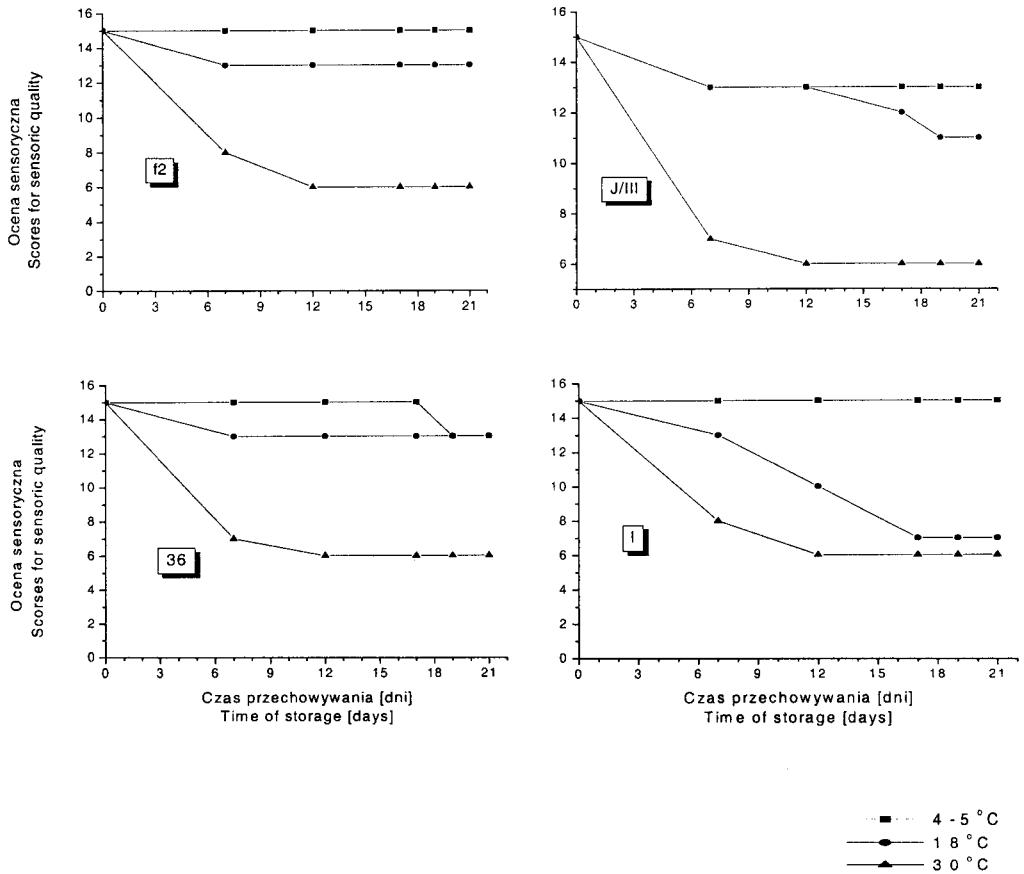 Ocena sensoryczna
Scores for sensoric quality
16
14
12
10
8
6
4
2
0
f2
0 3 6 9 12 15 18 21
16
14
12
10
8
6
J/III
0 3 6 9 12 15 18 21
Ocena sensoryczna
Scorses for sensoric quality
16
14
12
10
8
6
4
2
0
36
0 3 6 9 12 15 18 21
Czas przechowywania [dni]
Time of storage [days]
16
14
12
10
8
6
4
2
0
1
0 3 6 9 12 15 18 21
Czas przechowywania [dni]
Time of storage [days]
4 - 5 °C
18 °C
30 °C